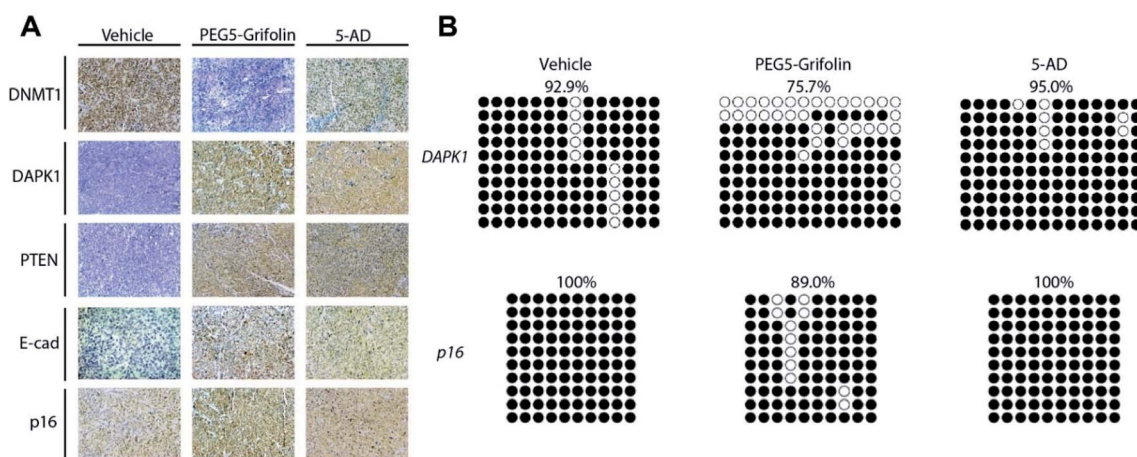 A
Vehicle PEG5-Grifolin 5-AD
DNMT1
DAPK1
PTEN
E-cad
p16
B
Vehicle PEG5-Grifolin 5-AD
92.9% 75.7% 95.0%
DAPK1
100% 89.0% 100%
p16